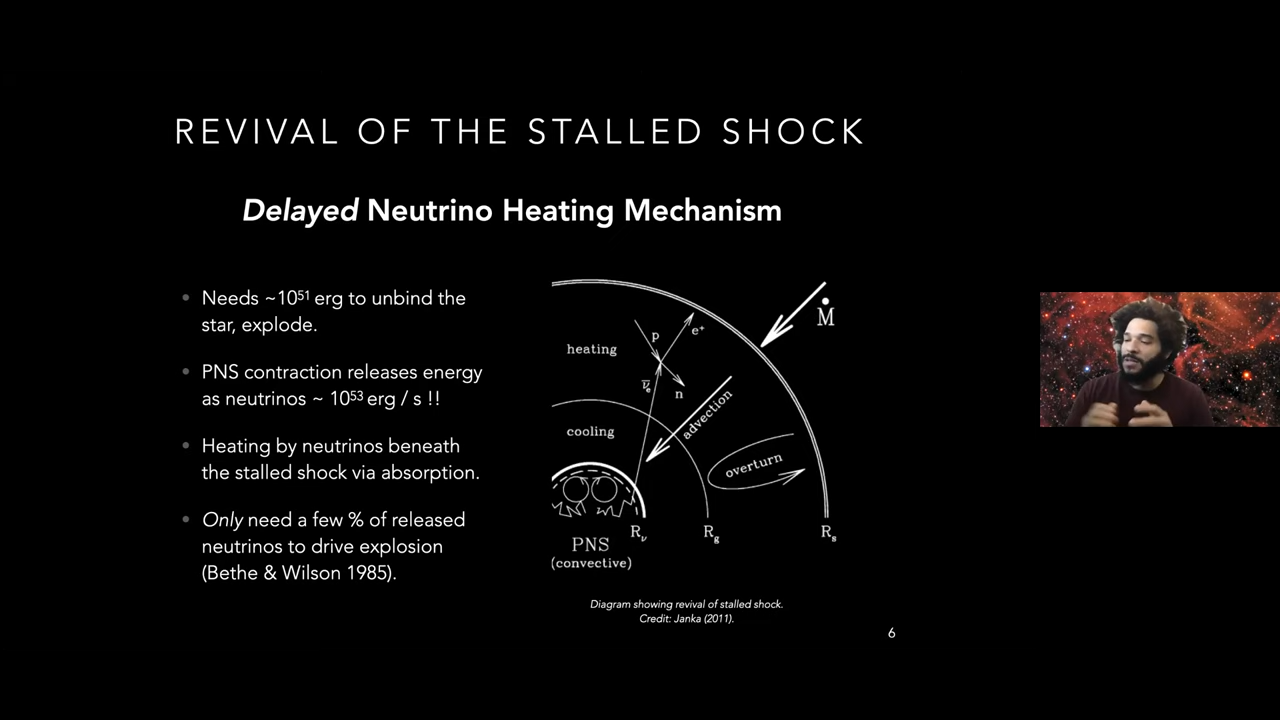 REVIVAL OF THE STALLED SHOCK
Delayed Neutrino Heating Mechanism
• Needs ~10⁵¹ erg to unbind the
star, explode.
• PNS contraction releases energy
as neutrinos ~ 10⁵³ erg / s !!
• Heating by neutrinos beneath
the stalled shock via absorption.
• Only need a few % of released
neutrinos to drive explosion
(Bethe & Wilson 1985).
Ṁ
p
e⁺
heating
ν̅ₑ
n
advection
cooling
overturn
Rᵥ
R_g
Rₛ
PNS
(convective)
Diagram showing revival of stalled shock.
Credit: Janka (2011).
6